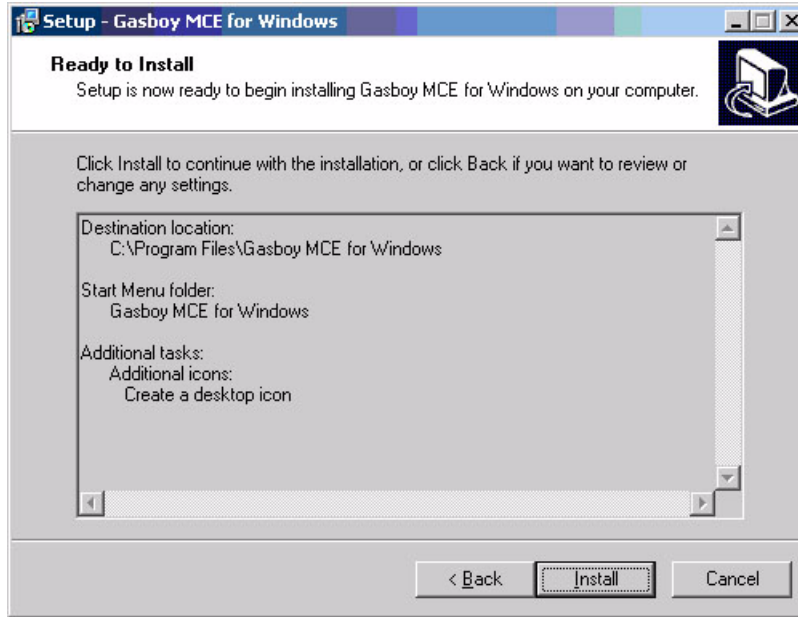 Setup - Gasboy MCE for Windows
Ready to Install
Setup is now ready to begin installing Gasboy MCE for Windows on your computer.
Click Install to continue with the installation, or click Back if you want to review or
change any settings.
Destination location:
C:\Program Files\Gasboy MCE for Windows
Start Menu folder:
Gasboy MCE for Windows
Additional tasks:
Additional icons:
Create a desktop icon
< Back
Install
Cancel